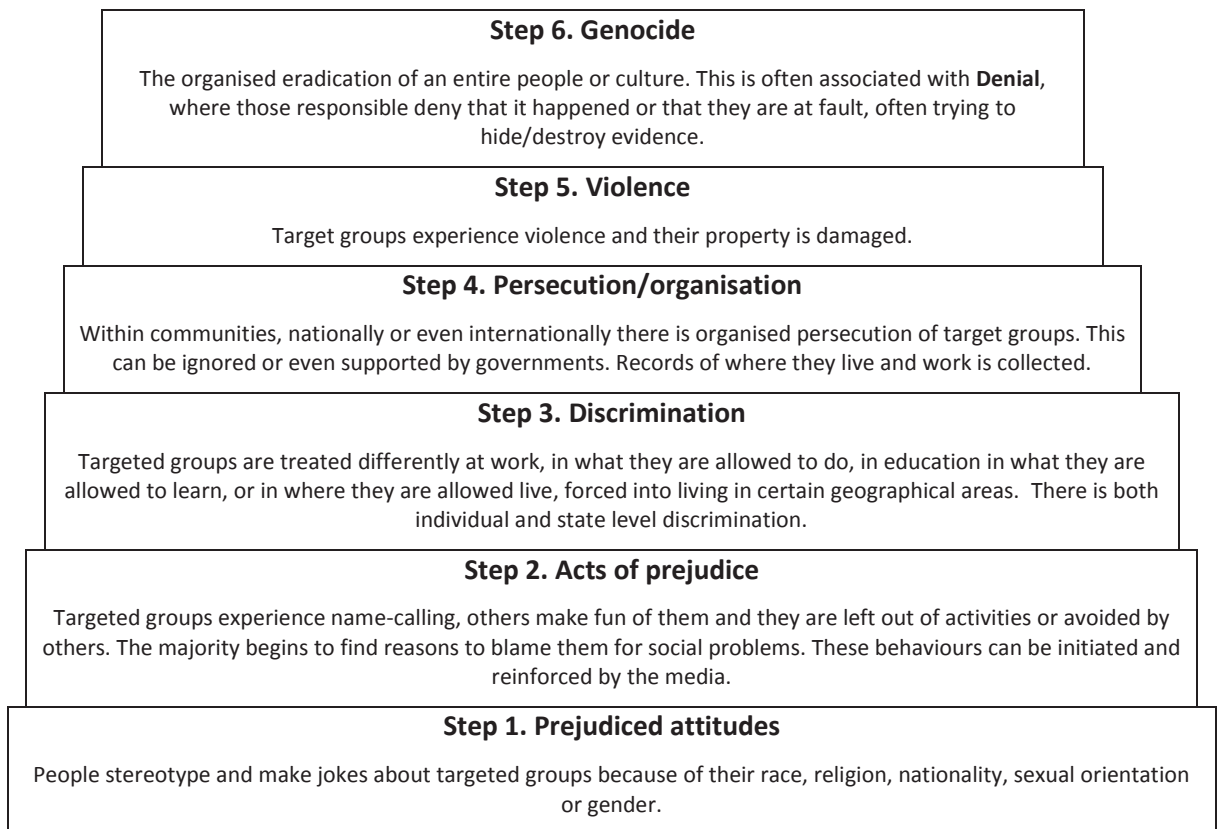 Step 6. Genocide
The organised eradication of an entire people or culture. This is often associated with Denial,
where those responsible deny that it happened or that they are at fault, often trying to
hide/destroy evidence.
Step 5. Violence
Target groups experience violence and their property is damaged.
Step 4. Persecution/organisation
Within communities, nationally or even internationally there is organised persecution of target groups. This
can be ignored or even supported by governments. Records of where they live and work is collected.
Step 3. Discrimination
Targeted groups are treated differently at work, in what they are allowed to do, in education in what they are
allowed to learn, or in where they are allowed live, forced into living in certain geographical areas.  There is both
individual and state level discrimination.
Step 2. Acts of prejudice
Targeted groups experience name-calling, others make fun of them and they are left out of activities or avoided by
others. The majority begins to find reasons to blame them for social problems. These behaviours can be initiated and
reinforced by the media.
Step 1. Prejudiced attitudes
People stereotype and make jokes about targeted groups because of their race, religion, nationality, sexual orientation
or gender.